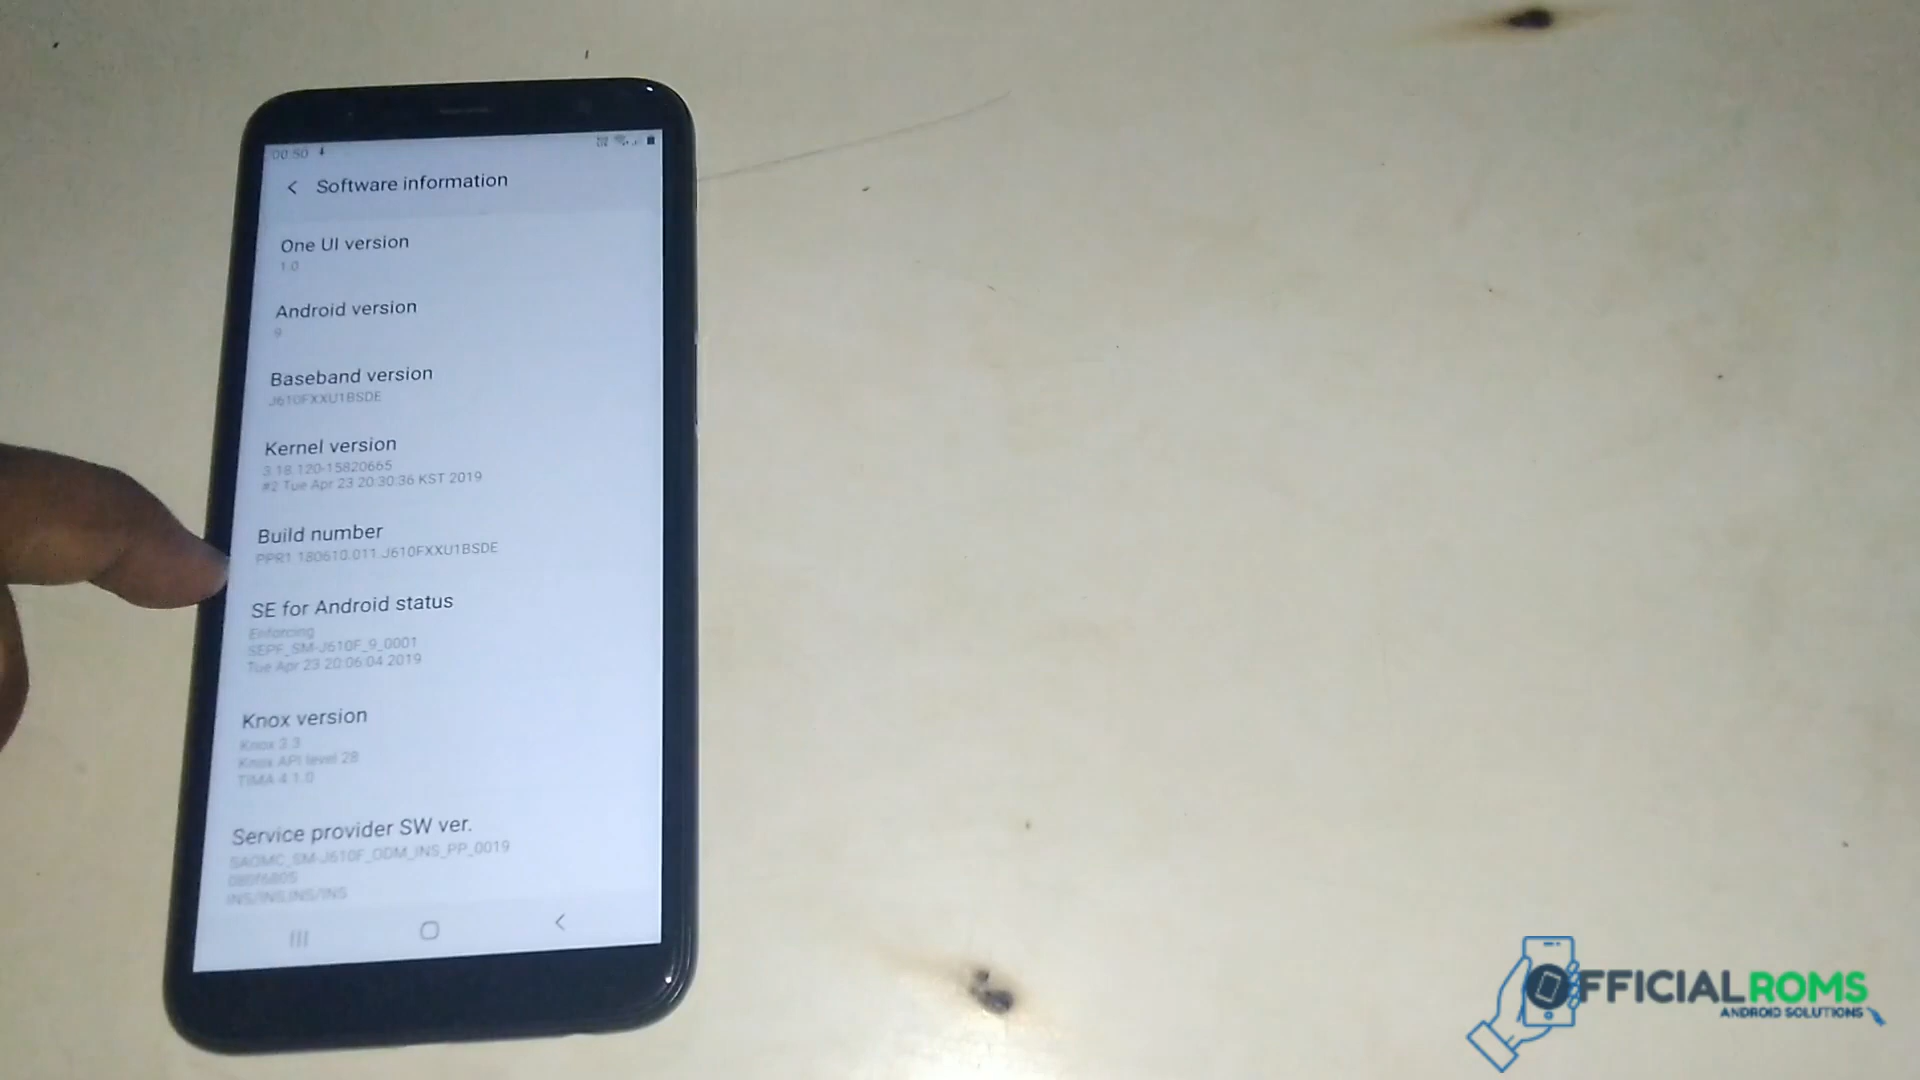 00:50
Software information
One UI version
1.0
Android version
9
Baseband version
J610FXXU1BSDE
Kernel version
3.18.120-15820665
#2 Tue Apr 23 20:30:36 KST 2019
Build number
PPR1.180610.011.J610FXXU1BSDE
SE for Android status
Enforcing
SEPF_SM-J610F_9_0001
Tue Apr 23 20:06:04 2019
Knox version
Knox 3.3
Knox API level 28
TIMA 4.1.0
Service provider SW ver.
SAOMC_SM-J610F_ODM_INS_PP_0019
INS/INS,INS/INS
OFFICIALROMS
ANDROID SOLUTIONS